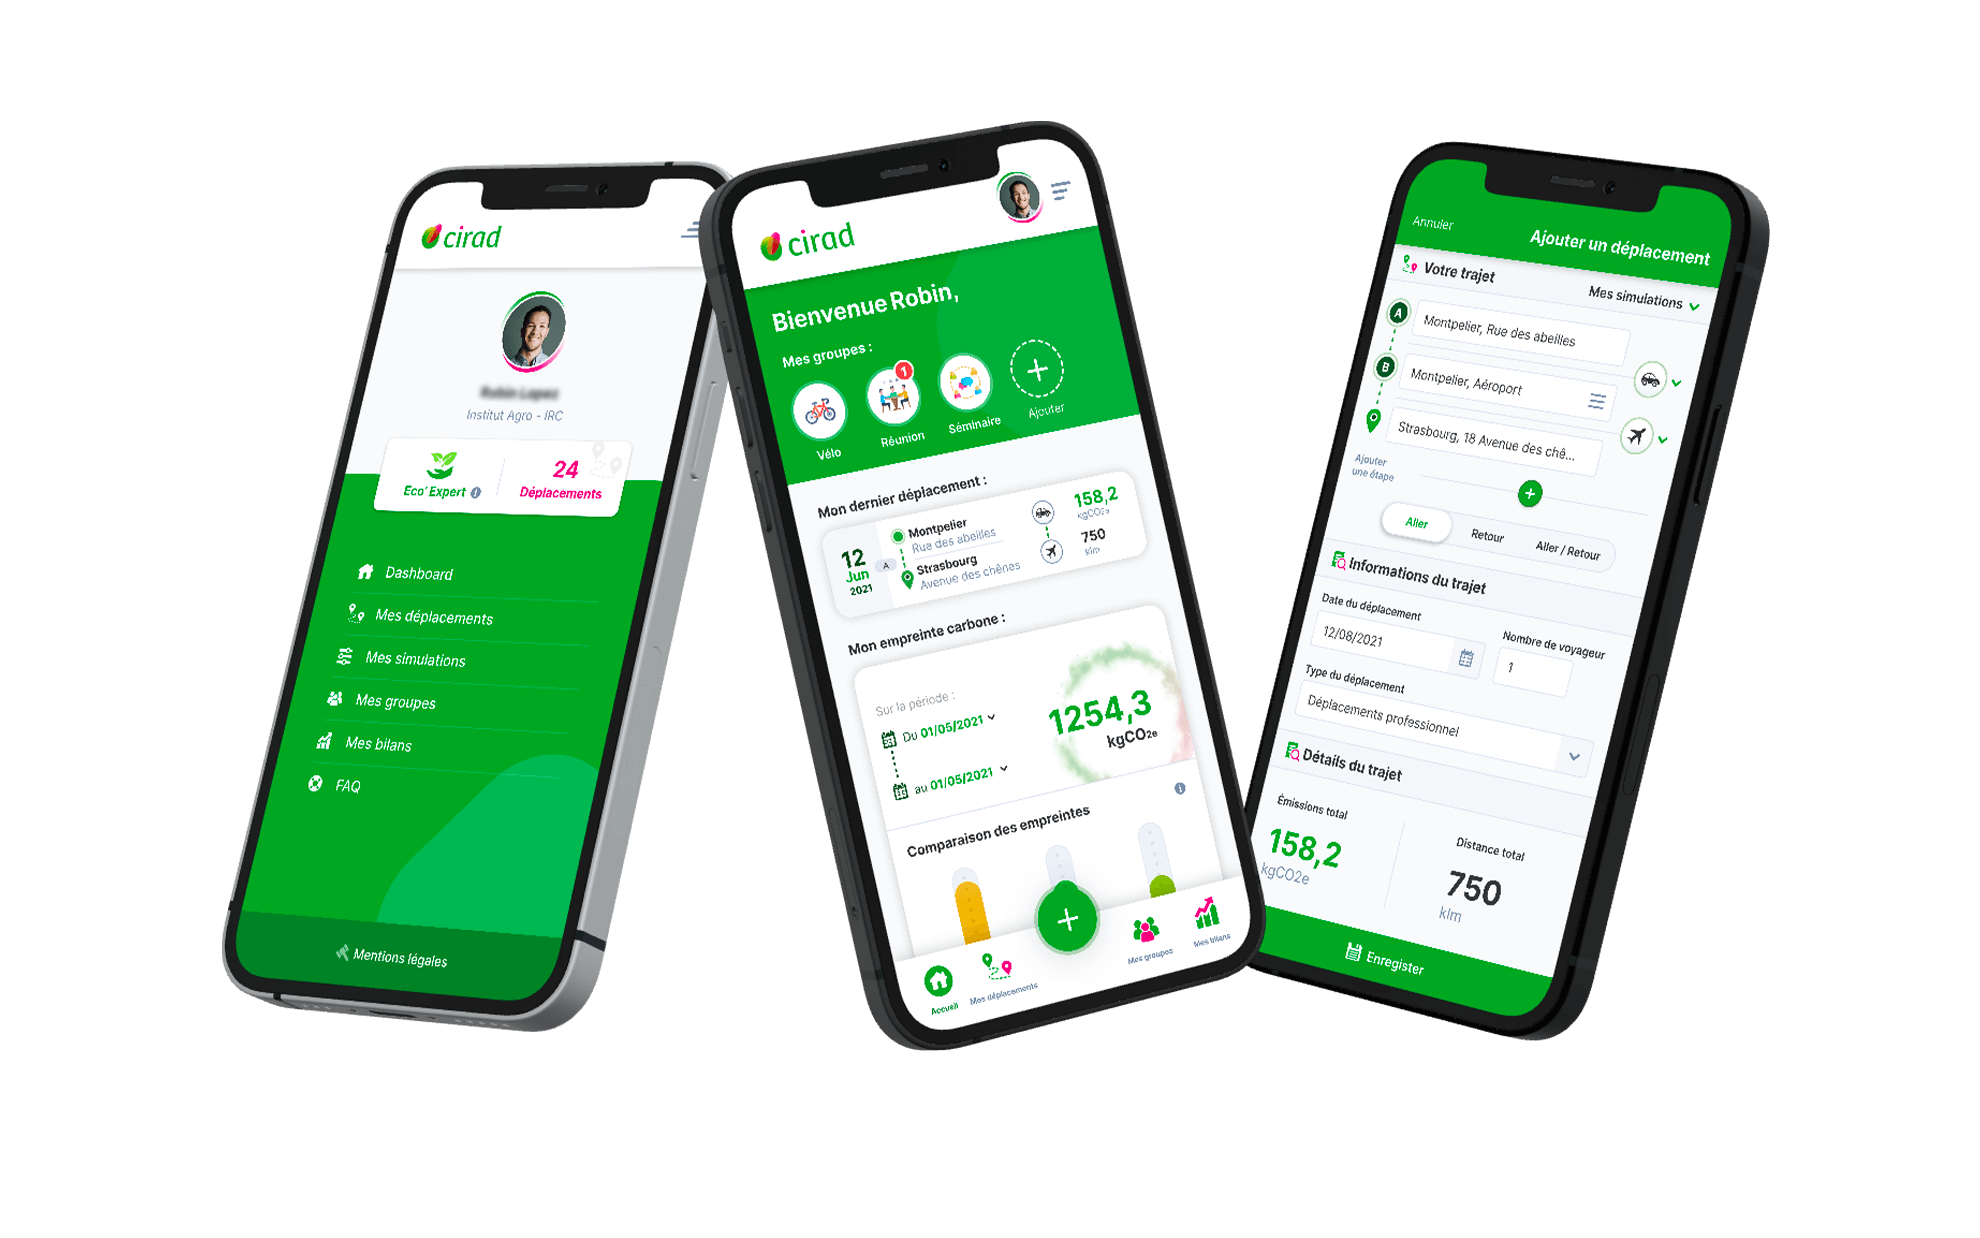 cirad
Institut Agro - IRC
Eco' Expert
24
Déplacements
Dashboard
Mes déplacements
Mes simulations
Mes groupes
Mes bilans
FAQ
Mentions légales
cirad
Bienvenue Robin,
Mes groupes :
1
Vélo
Réunion
Séminaire
Ajouter
Mon dernier déplacement :
12
Jun
2021
A
Montpelier
Rue des abeilles
Strasbourg
Avenue des chênes
158,2
kgCO2e
750
klm
Mon empreinte carbone :
Sur la période :
Du 01/05/2021
au 01/05/2021
1254,3
kgCO2e
Comparaison des empreintes
Accueil
Mes déplacements
Mes groupes
Mes bilans
Annuler
Ajouter un déplacement
Votre trajet
Mes simulations
A
Montpelier, Rue des abeilles
B
Montpelier, Aéroport
Strasbourg, 18 Avenue des chê...
Ajouter
une étape
Aller
Retour
Aller / Retour
Informations du trajet
Date du déplacement
12/08/2021
Nombre de voyageur
1
Type du déplacement
Déplacements professionnel
Détails du trajet
Émissions total
158,2
kgCO2e
Distance total
750
klm
Enregister